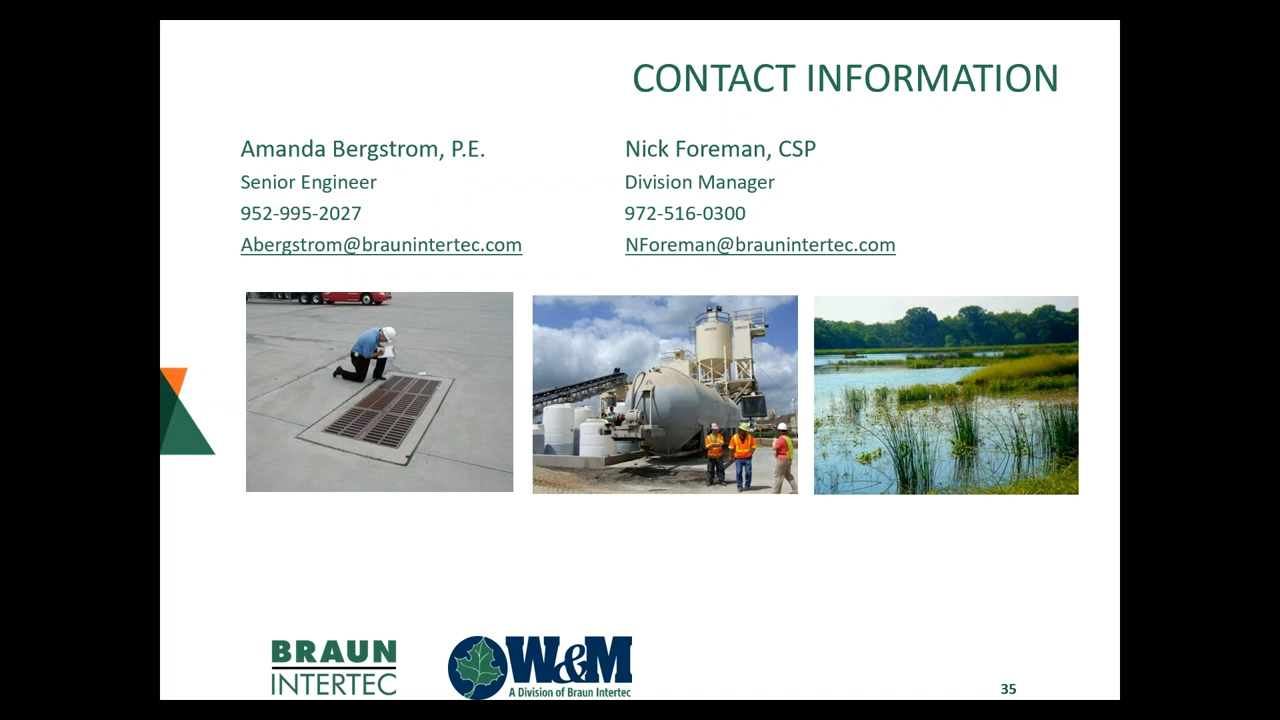 CONTACT INFORMATION
Amanda Bergstrom, P.E.
Senior Engineer
952-995-2027
Abergstrom@braunintertec.com
Nick Foreman, CSP
Division Manager
972-516-0300
NForeman@braunintertec.com
BRAUN
INTERTEC
W&M
A Division of Braun Intertec
35